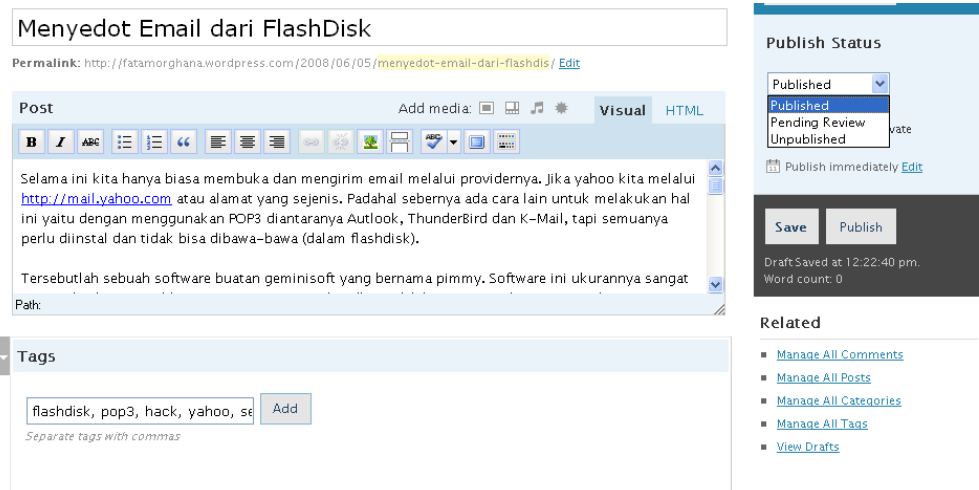 Menyedot Email dari FlashDisk
Permalink: http://fatamorghana.wordpress.com/2008/06/05/menyedot-email-dari-flashdis/ Edit
Post
Add media:
Visual
HTML
B I ABC
ABC
Selama ini kita hanya biasa membuka dan mengirim email melalui providernya. Jika yahoo kita melalui
http://mail.yahoo.com atau alamat yang sejenis. Padahal sebernya ada cara lain untuk melakukan hal
ini yaitu dengan menggunakan POP3 diantaranya Autlook, ThunderBird dan K-Mail, tapi semuanya
perlu diinstal dan tidak bisa dibawa-bawa (dalam flashdisk).
Tersebutlah sebuah software buatan geminisoft yang bernama pimmy. Software ini ukurannya sangat
Path:
Tags
flashdisk, pop3, hack, yahoo, se
Add
Separate tags with commas
Publish Status
Published
Published
Pending Review
Unpublished
vate
Publish immediately Edit
Save
Publish
Draft Saved at 12:22:40 pm.
Word count: 0
Related
Manage All Comments
Manage All Posts
Manage All Categories
Manage All Tags
View Drafts